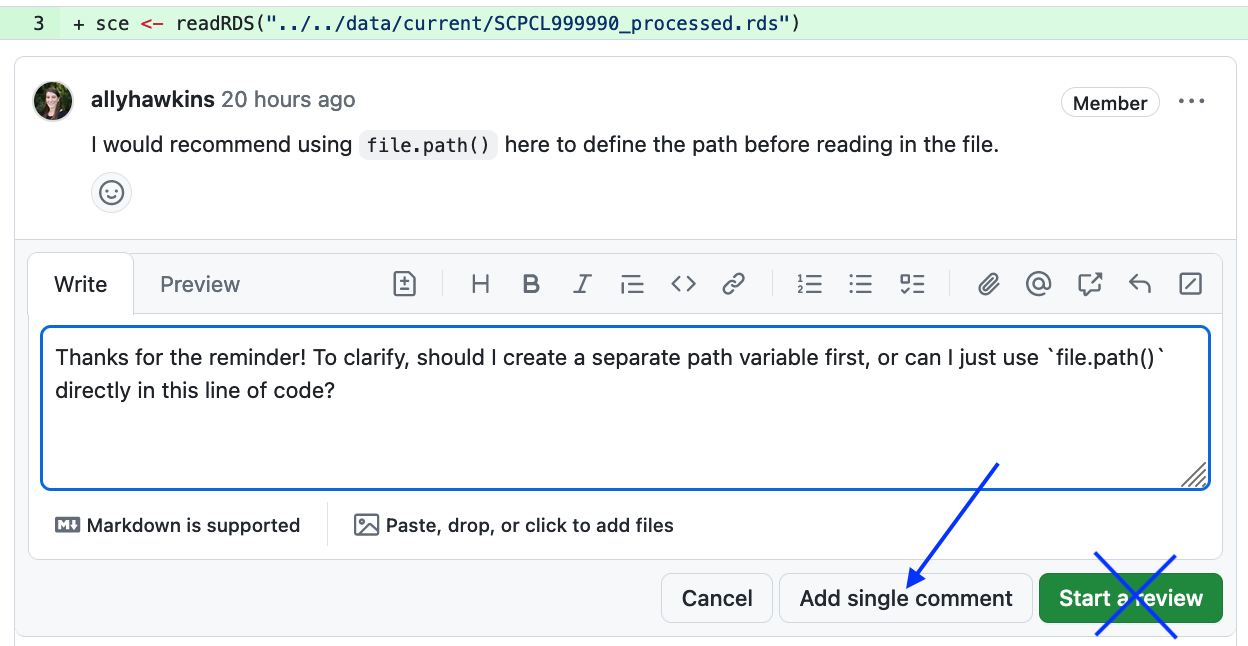 3 + sce <- readRDS("../../data/current/SCPCL999990_processed.rds")
allyhawkins 20 hours ago Member ···
I would recommend using file.path() here to define the path before reading in the file.
Write Preview H B I
Thanks for the reminder! To clarify, should I create a separate path variable first, or can I just use `file.path()`
directly in this line of code?
Markdown is supported Paste, drop, or click to add files
Cancel Add single comment Start a review